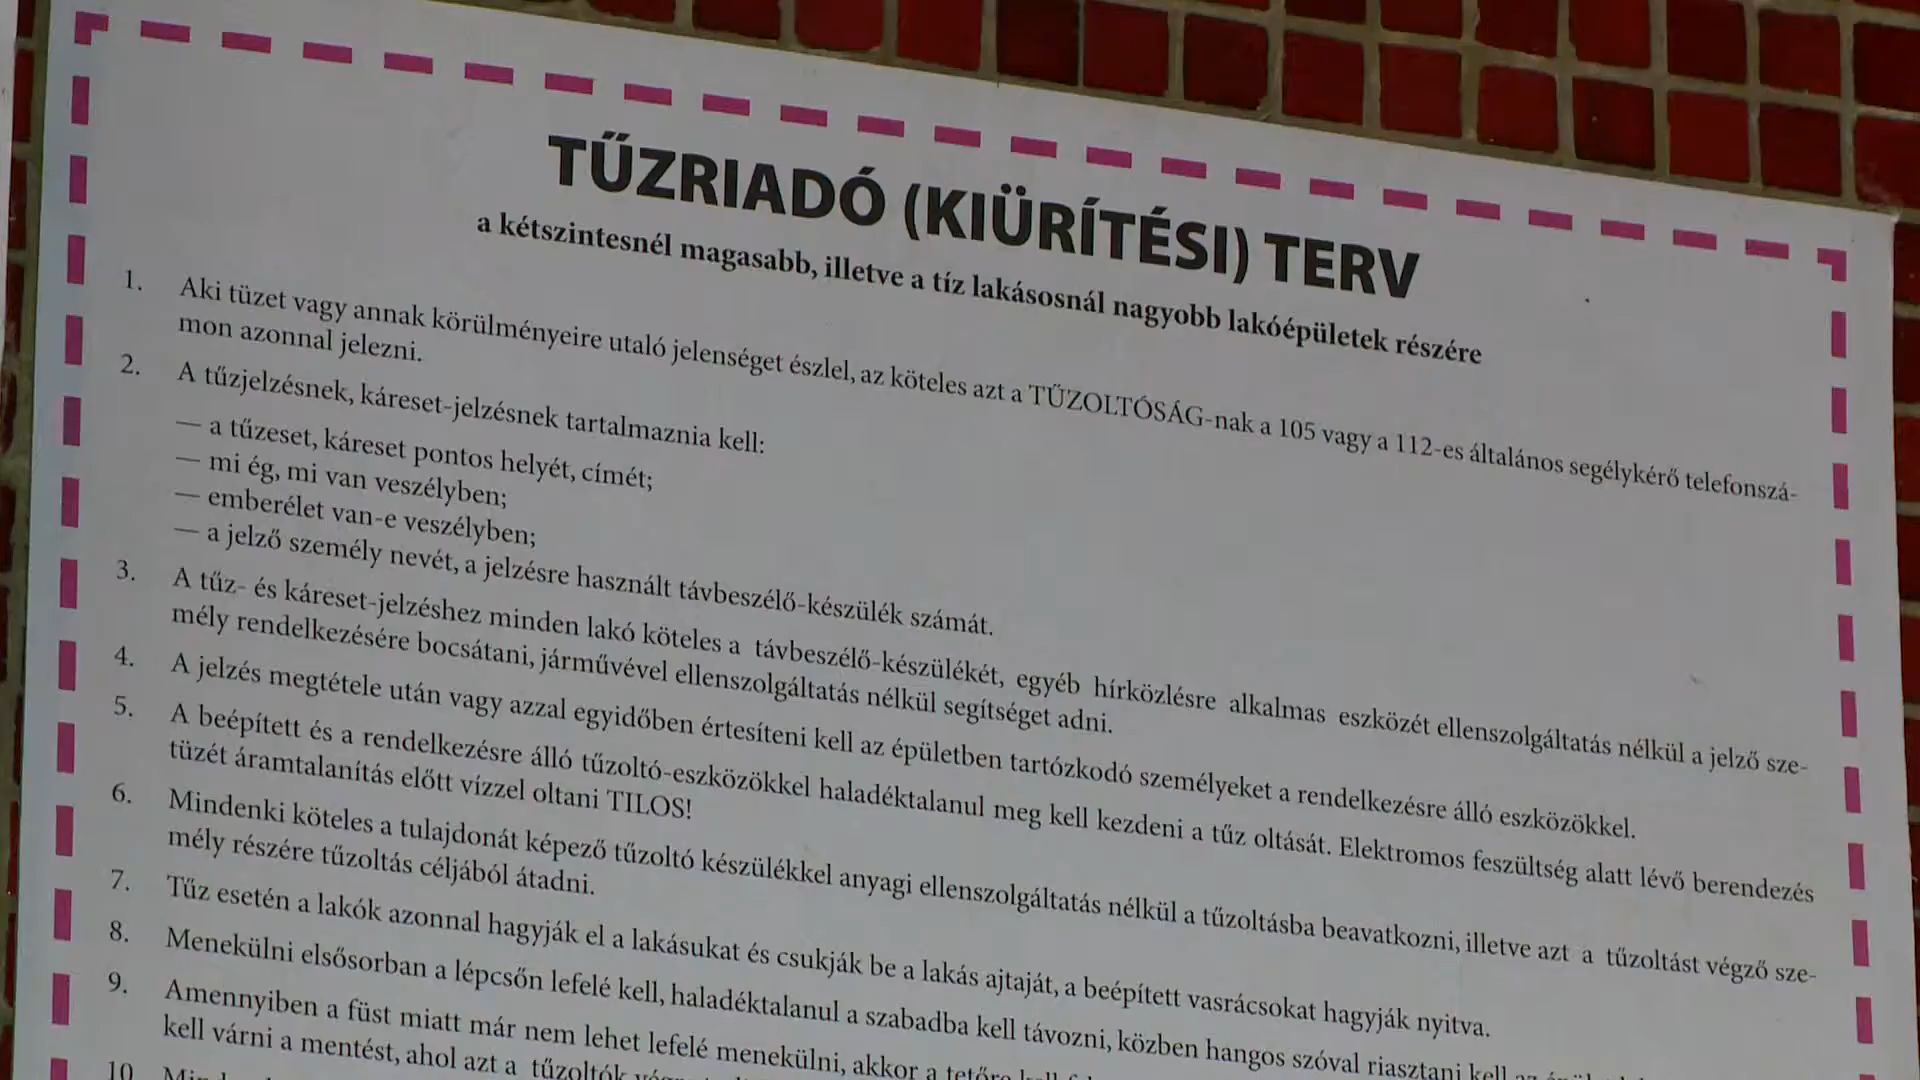 TŰZRIADÓ (KIÜRÍTÉSI) TERV
a kétszintesnél magasabb, illetve a tíz lakásosnál nagyobb lakóépületek részére
1. Aki tüzet vagy annak körülményeire utaló jelenséget észlel, az köteles azt a TŰZOLTÓSÁG-nak a 105 vagy a 112-es általános segélykérő telefonszá-
mon azonnal jelezni.
2. A tűzjelzésnek, káreset-jelzésnek tartalmaznia kell:
— a tűzeset, káreset pontos helyét, címét;
— mi ég, mi van veszélyben;
— emberélet van-e veszélyben;
— a jelző személy nevét, a jelzésre használt távbeszélő-készülék számát.
3. A tűz- és káreset-jelzéshez minden lakó köteles a távbeszélő-készülékét, egyéb hírközlésre alkalmas eszközét ellenszolgáltatás nélkül a jelző sze-
mély rendelkezésére bocsátani, járművével ellenszolgáltatás nélkül segítséget adni.
4. A jelzés megtétele után vagy azzal egyidőben értesíteni kell az épületben tartózkodó személyeket a rendelkezésre álló eszközökkel.
5. A beépített és a rendelkezésre álló tűzoltó-eszközökkel haladéktalanul meg kell kezdeni a tűz oltását. Elektromos feszültség alatt lévő berendezés
tüzét áramtalanítás előtt vízzel oltani TILOS!
6. Mindenki köteles a tulajdonát képező tűzoltó készülékkel anyagi ellenszolgáltatás nélkül a tűzoltásba beavatkozni, illetve azt a tűzoltást végző sze-
mély részére tűzoltás céljából átadni.
7. Tűz esetén a lakók azonnal hagyják el a lakásukat és csukják be a lakás ajtaját, a beépített vasrácsokat hagyják nyitva.
8. Menekülni elsősorban a lépcsőn lefelé kell, haladéktalanul a szabadba kell távozni, közben hangos szóval riasztani kell az
9. Amennyiben a füst miatt már nem lehet lefelé menekülni, akkor a tetőre kell
kell várni a mentést, ahol azt a tűzoltók
10.